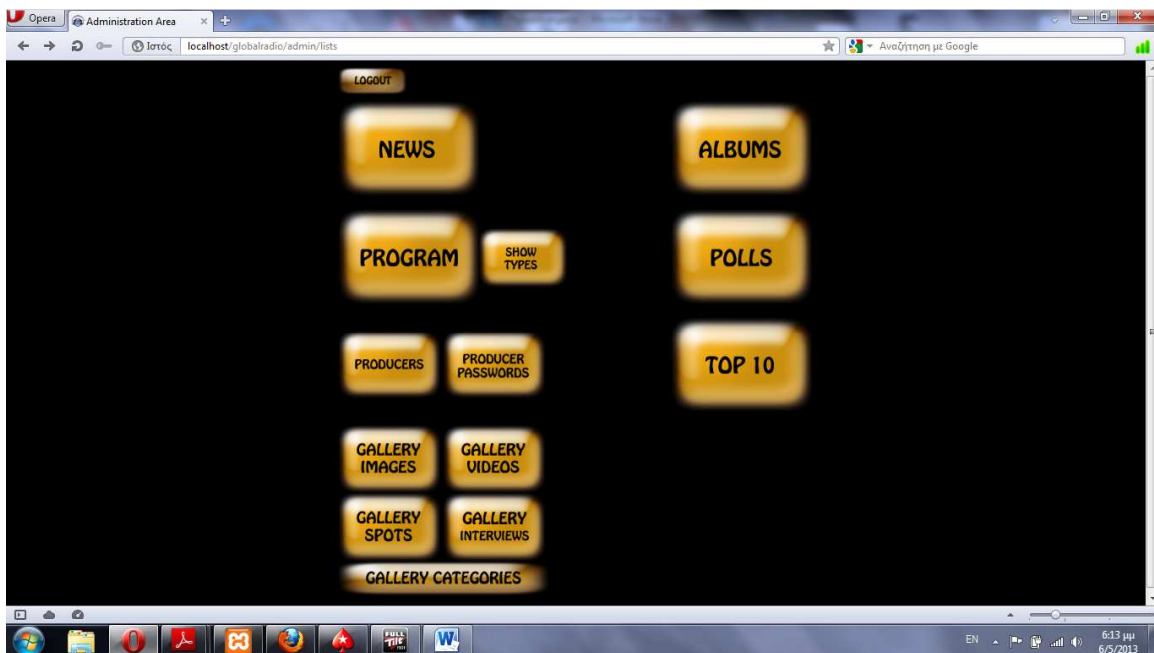 Opera
Administration Area
Ιστός
localhost/globalradio/admin/lists
Αναζήτηση με Google
LOGOUT
NEWS
ALBUMS
PROGRAM
SHOW
TYPES
POLLS
PRODUCERS
PRODUCER
PASSWORDS
TOP 10
GALLERY
IMAGES
GALLERY
VIDEOS
GALLERY
SPOTS
GALLERY
INTERVIEWS
GALLERY CATEGORIES
FULL
TILT
EN
6:13 μμ
6/5/2013